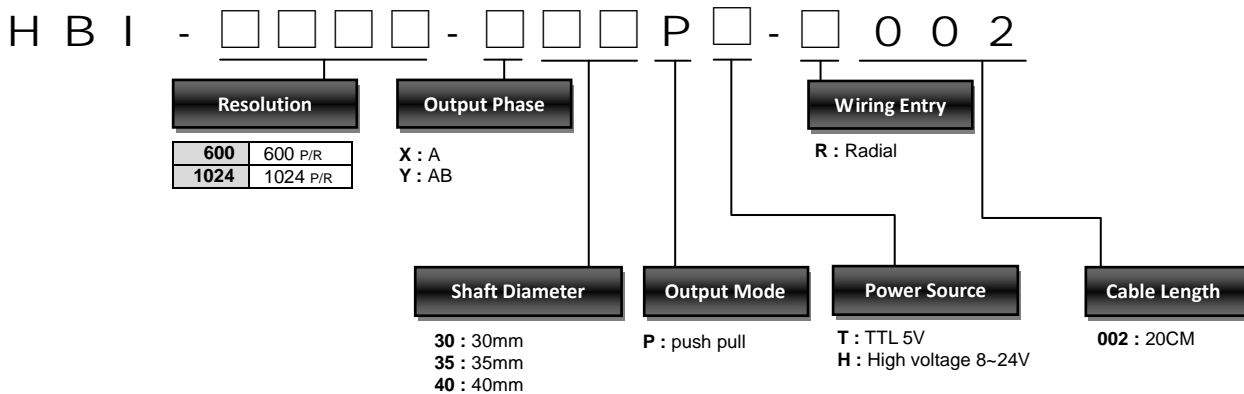 H B I - □ □ □ □ - □ □ □ P □ - □ 0 0 2
Resolution
600 600 P/R
1024 1024 P/R
Output Phase
X : A
Y : AB
Wiring Entry
R : Radial
Shaft Diameter
30 : 30mm
35 : 35mm
40 : 40mm
Output Mode
P : push pull
Power Source
T : TTL 5V
H : High voltage 8~24V
Cable Length
002 : 20CM